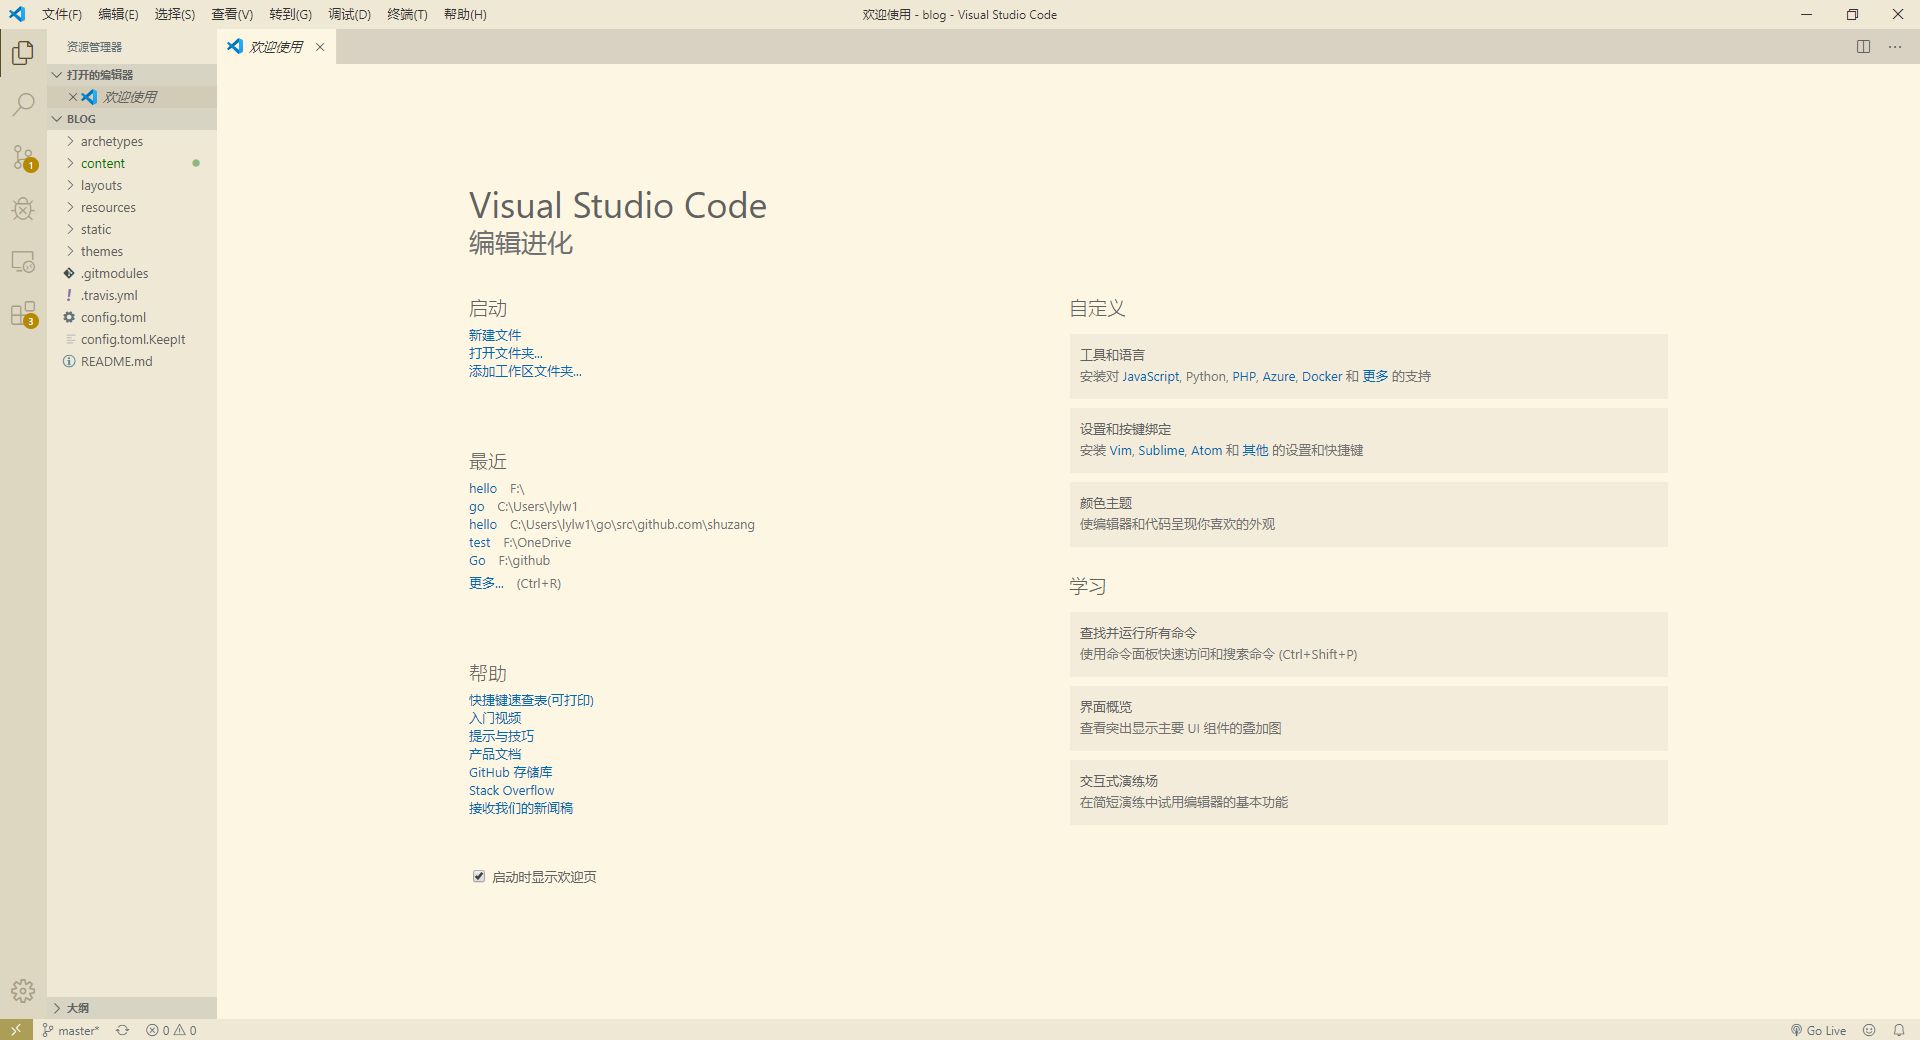 文件(F) 编辑(E) 选择(S) 查看(V) 转到(G) 调试(D) 终端(T) 帮助(H)
欢迎使用 - blog - Visual Studio Code
资源管理器
欢迎使用
打开的编辑器
欢迎使用
BLOG
archetypes
content
layouts
resources
static
themes
.gitmodules
.travis.yml
config.toml
config.toml.KeepIt
README.md
大纲
1
3
Visual Studio Code
编辑进化
启动
新建文件
打开文件夹...
添加工作区文件夹...
最近
hello F:\
go C:\Users\lylw1
hello C:\Users\lylw1\go\src\github.com\shuzang
test F:\OneDrive
Go F:\github
更多... (Ctrl+R)
帮助
快捷键速查表(可打印)
入门视频
提示与技巧
产品文档
GitHub 存储库
Stack Overflow
接收我们的新闻稿
启动时显示欢迎页
自定义
工具和语言
安装对 JavaScript, Python, PHP, Azure, Docker 和 更多 的支持
设置和按键绑定
安装 Vim, Sublime, Atom 和 其他 的设置和快捷键
颜色主题
使编辑器和代码呈现你喜欢的外观
学习
查找并运行所有命令
使用命令面板快速访问和搜索命令 (Ctrl+Shift+P)
界面概览
查看突出显示主要 UI 组件的叠加图
交互式演练场
在简短演练中试用编辑器的基本功能
master* 0 0
Go Live